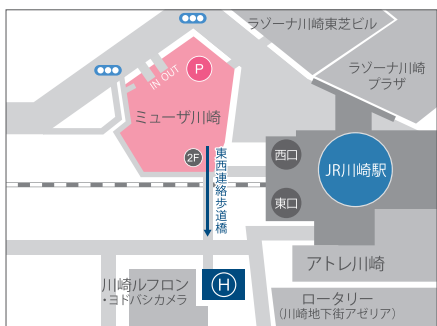 ラゾーナ川崎東芝ビル
ラゾーナ川崎
プラザ
IN OUT
P
ミューザ川崎
2F
東西連絡歩道橋
西口
JR川崎駅
東口
アトレ川崎
川崎ルフロン
・ヨドバシカメラ
H
ロータリー
(川崎地下街アゼリア)